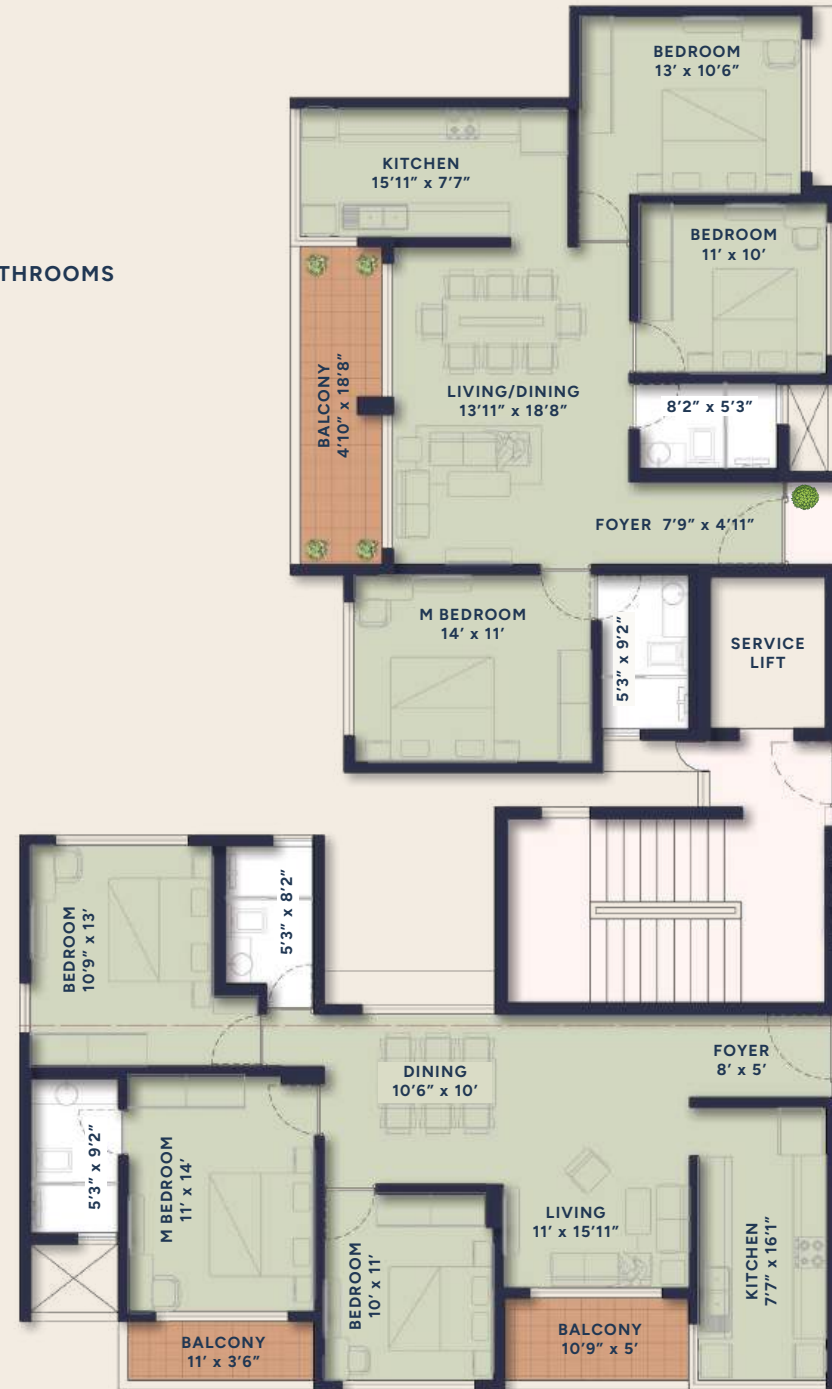 BEDROOM
13’ x 10’6”
KITCHEN
15’11” x 7’7”
BEDROOM
11’ x 10’
THROOMS
BALCONY
4’10” x 18’8”
LIVING/DINING
13’11” x 18’8”
8’2” x 5’3”
FOYER 7’9” x 4’11”
M BEDROOM
14’ x 11’
5’3” x 9’2”
SERVICE
LIFT
BEDROOM
10’9” x 13’
5’3” x 8’2”
DINING
10’6” x 10’
FOYER
8’ x 5’
5’3” x 9’2”
M BEDROOM
11’ x 14’
LIVING
11’ x 15’11”
BEDROOM
10’ x 11’
KITCHEN
7’7” x 16’1”
BALCONY
11’ x 3’6”
BALCONY
10’9” x 5’